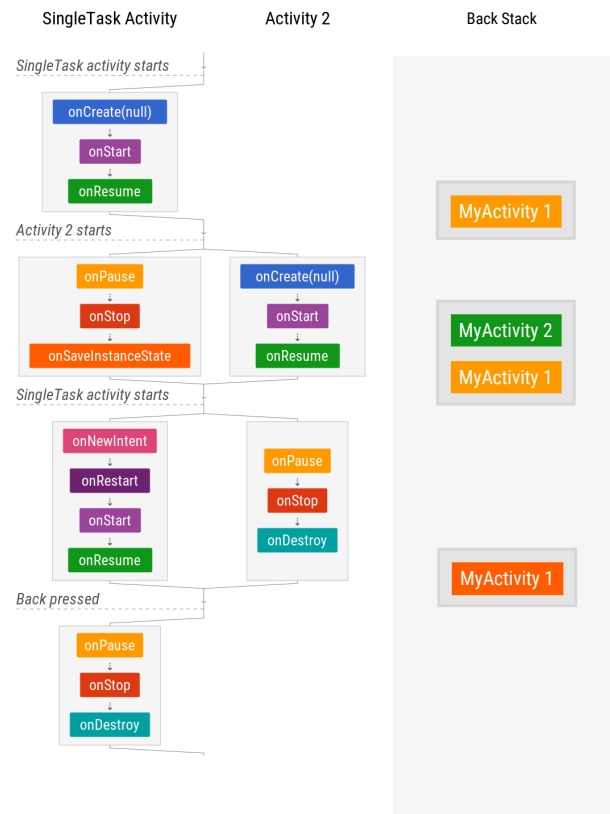 SingleTask Activity
Activity 2
Back Stack
SingleTask activity starts
onCreate(null)
onStart
onResume
MyActivity 1
Activity 2 starts
onPause
onStop
onSaveInstanceState
onCreate(null)
onStart
onResume
MyActivity 2
MyActivity 1
SingleTask activity starts
onNewIntent
onRestart
onStart
onResume
onPause
onStop
onDestroy
MyActivity 1
Back pressed
onPause
onStop
onDestroy